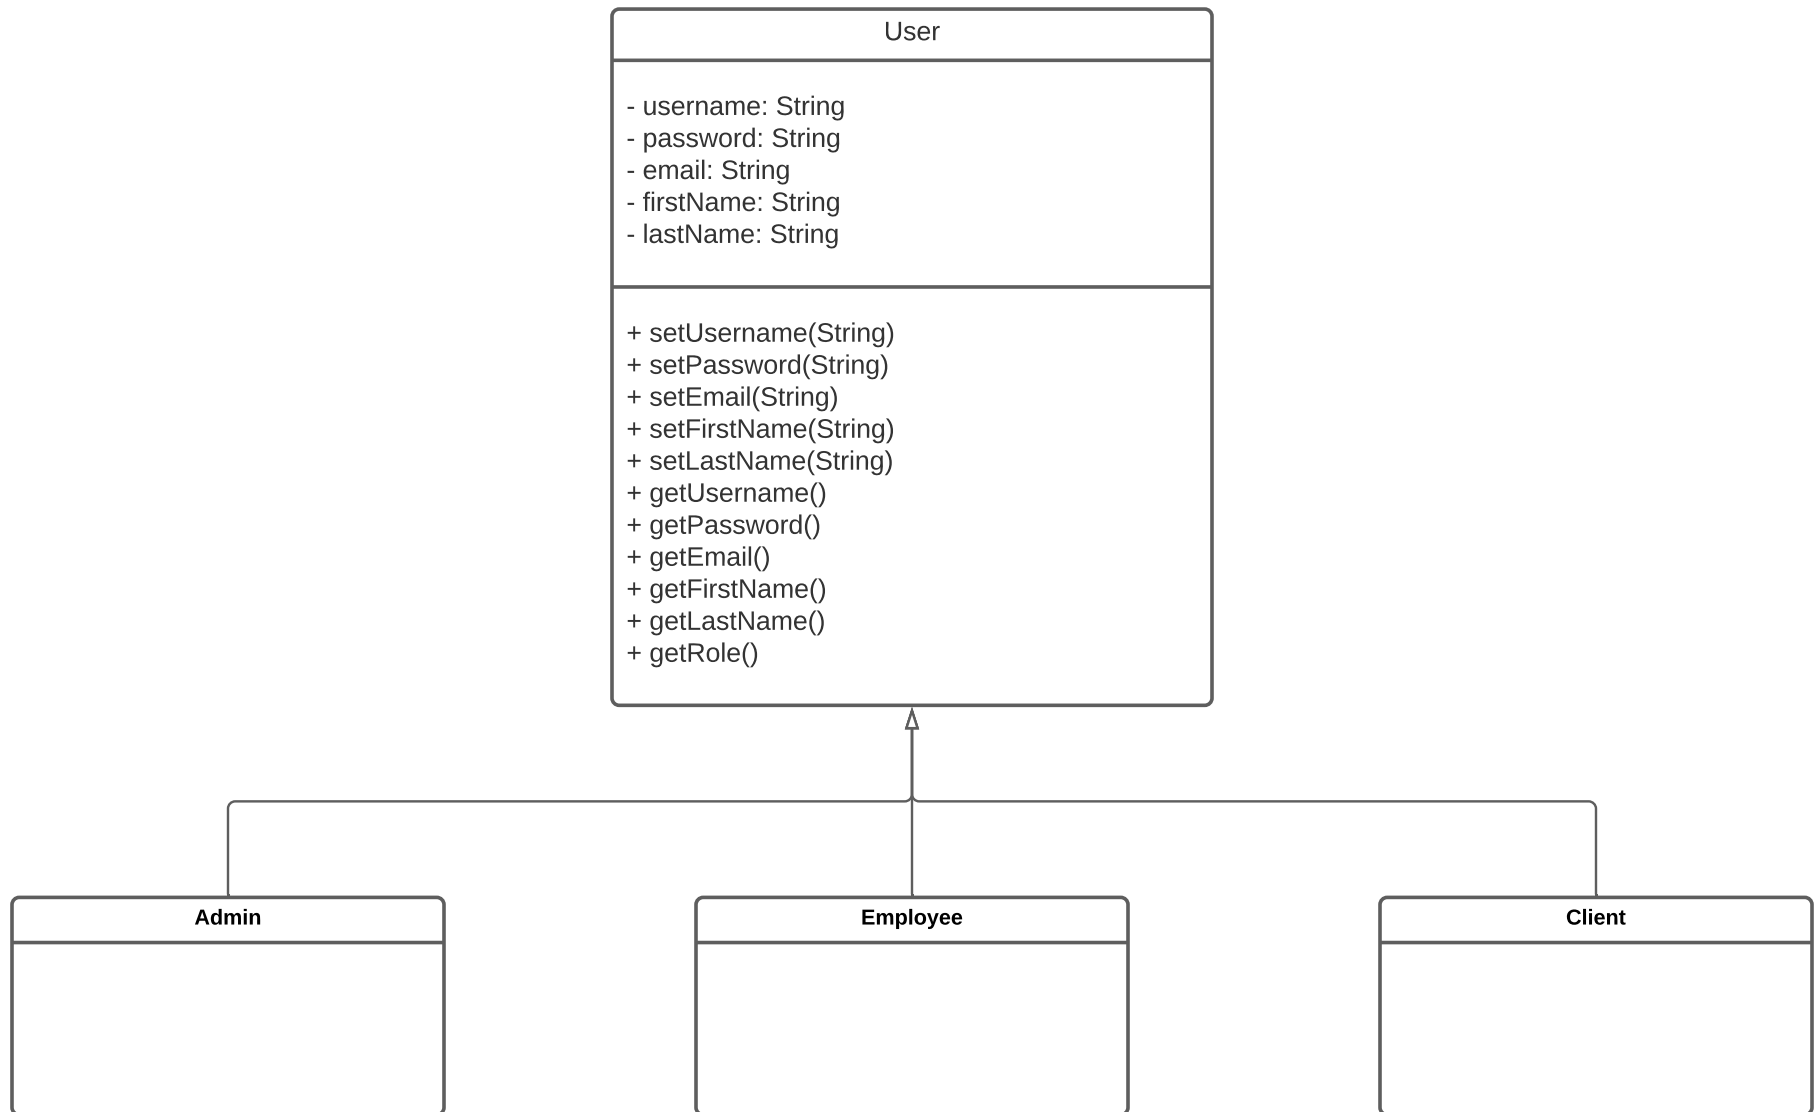 User
- username: String
- password: String
- email: String
- firstName: String
- lastName: String
+ setUsername(String)
+ setPassword(String)
+ setEmail(String)
+ setFirstName(String)
+ setLastName(String)
+ getUsername()
+ getPassword()
+ getEmail()
+ getFirstName()
+ getLastName()
+ getRole()
Admin
Employee
Client